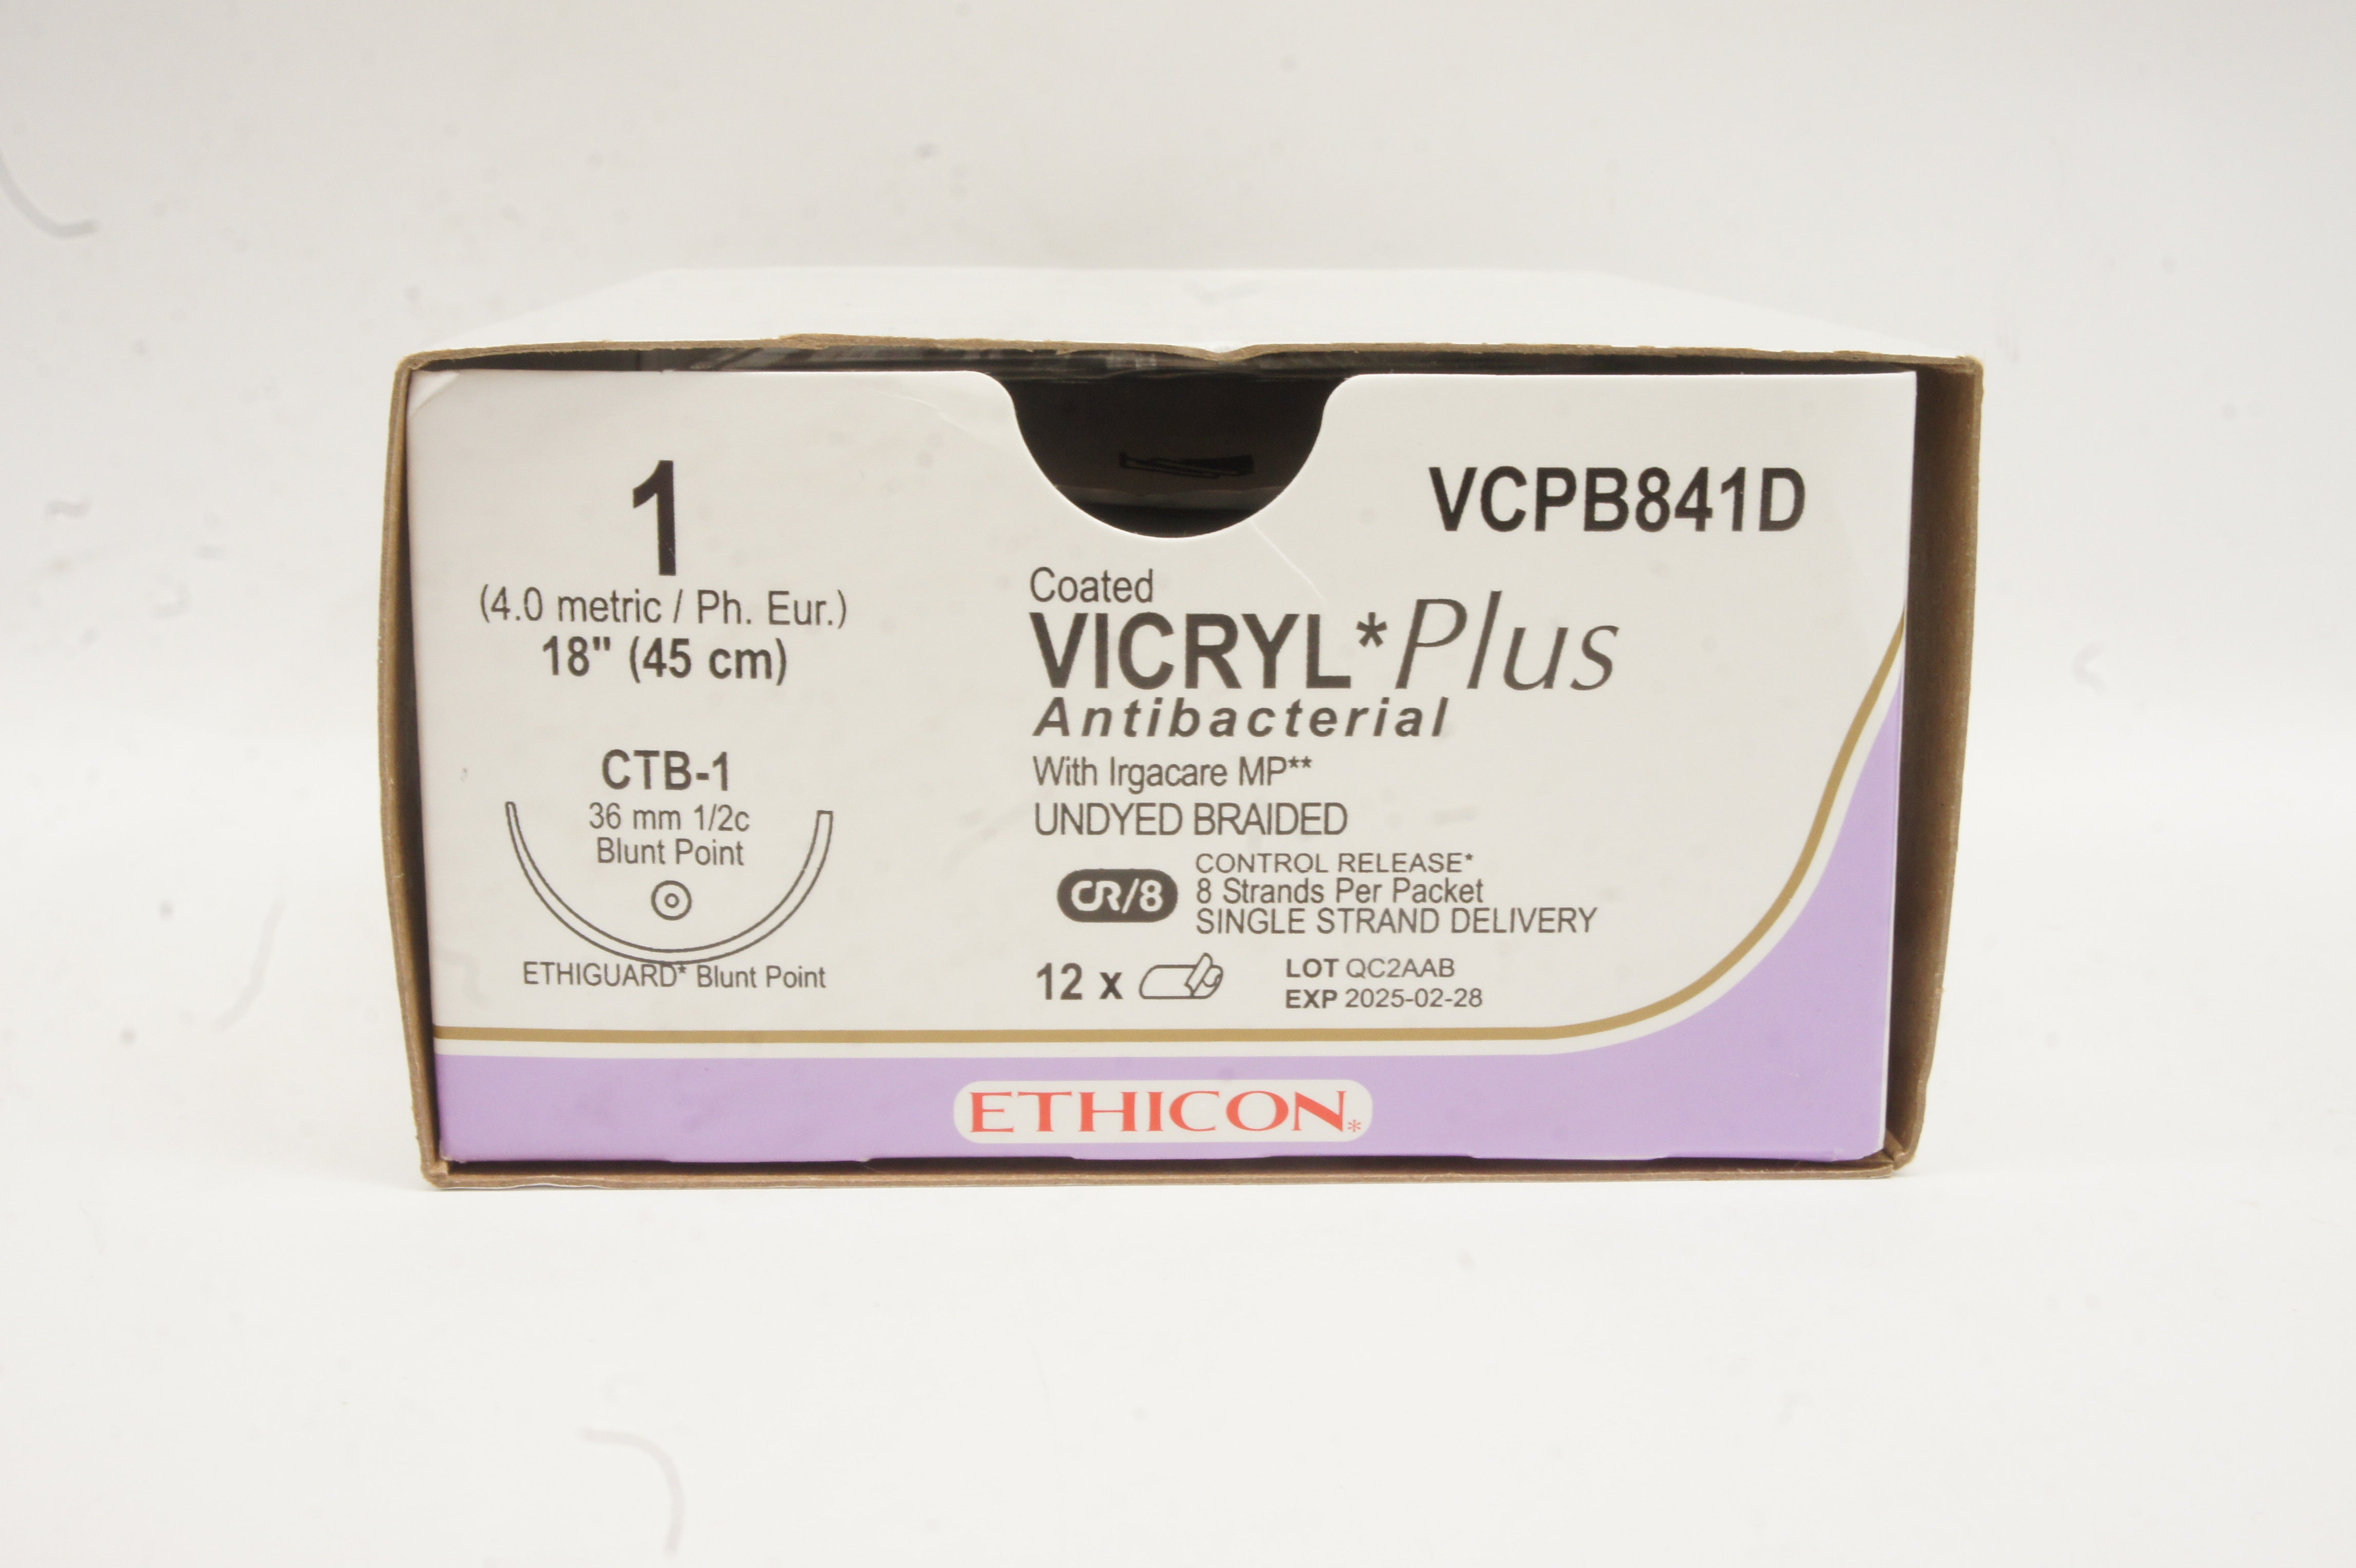 1
(4.0 metric / Ph. Eur.)
18" (45 cm)
CTB-1
36 mm 1/2c
Blunt Point
ETHIGUARD* Blunt Point
VCPB841D
Coated
VICRYL* Plus
Antibacterial
With Irgacare MP**
UNDYED BRAIDED
CR/8
CONTROL RELEASE*
8 Strands Per Packet
SINGLE STRAND DELIVERY
12 x
LOT QC2AAB
EXP 2025-02-28
ETHICON*